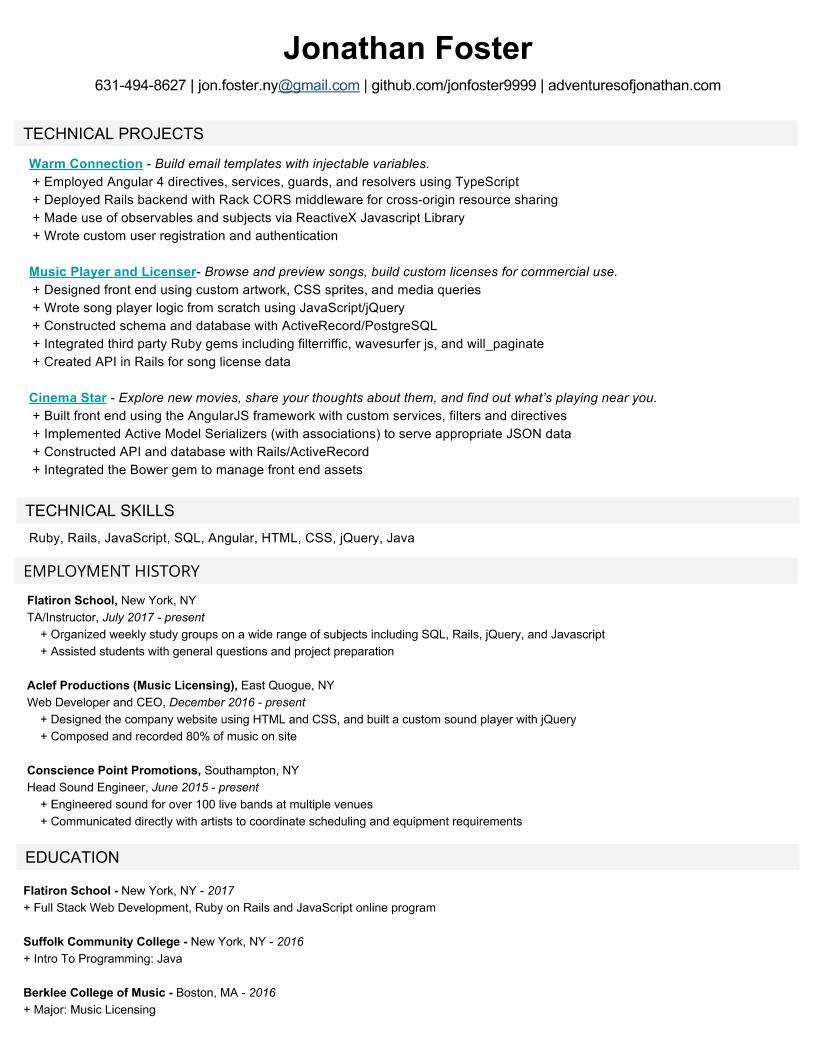 Jonathan Foster
631-494-8627 | jon.foster.ny@gmail.com | github.com/jonfoster9999 | adventuresofjonathan.com
TECHNICAL PROJECTS
Warm Connection - Build email templates with injectable variables.
+ Employed Angular 4 directives, services, guards, and resolvers using TypeScript
+ Deployed Rails backend with Rack CORS middleware for cross-origin resource sharing
+ Made use of observables and subjects via ReactiveX Javascript Library
+ Wrote custom user registration and authentication
Music Player and Licenser- Browse and preview songs, build custom licenses for commercial use.
+ Designed front end using custom artwork, CSS sprites, and media queries
+ Wrote song player logic from scratch using JavaScript/jQuery
+ Constructed schema and database with ActiveRecord/PostgreSQL
+ Integrated third party Ruby gems including filterriffic, wavesurfer js, and will_paginate
+ Created API in Rails for song license data
Cinema Star - Explore new movies, share your thoughts about them, and find out what's playing near you.
+ Built front end using the AngularJS framework with custom services, filters and directives
+ Implemented Active Model Serializers (with associations) to serve appropriate JSON data
+ Constructed API and database with Rails/ActiveRecord
+ Integrated the Bower gem to manage front end assets
TECHNICAL SKILLS
Ruby, Rails, JavaScript, SQL, Angular, HTML, CSS, jQuery, Java
EMPLOYMENT HISTORY
Flatiron School, New York, NY
TA/Instructor, July 2017 - present
+ Organized weekly study groups on a wide range of subjects including SQL, Rails, jQuery, and Javascript
+ Assisted students with general questions and project preparation
Aclef Productions (Music Licensing), East Quogue, NY
Web Developer and CEO, December 2016 - present
+ Designed the company website using HTML and CSS, and built a custom sound player with jQuery
+ Composed and recorded 80% of music on site
Conscience Point Promotions, Southampton, NY
Head Sound Engineer, June 2015 - present
+ Engineered sound for over 100 live bands at multiple venues
+ Communicated directly with artists to coordinate scheduling and equipment requirements
EDUCATION
Flatiron School - New York, NY - 2017
+ Full Stack Web Development, Ruby on Rails and JavaScript online program
Suffolk Community College - New York, NY - 2016
+ Intro To Programming: Java
Berklee College of Music - Boston, MA - 2016
+ Major: Music Licensing